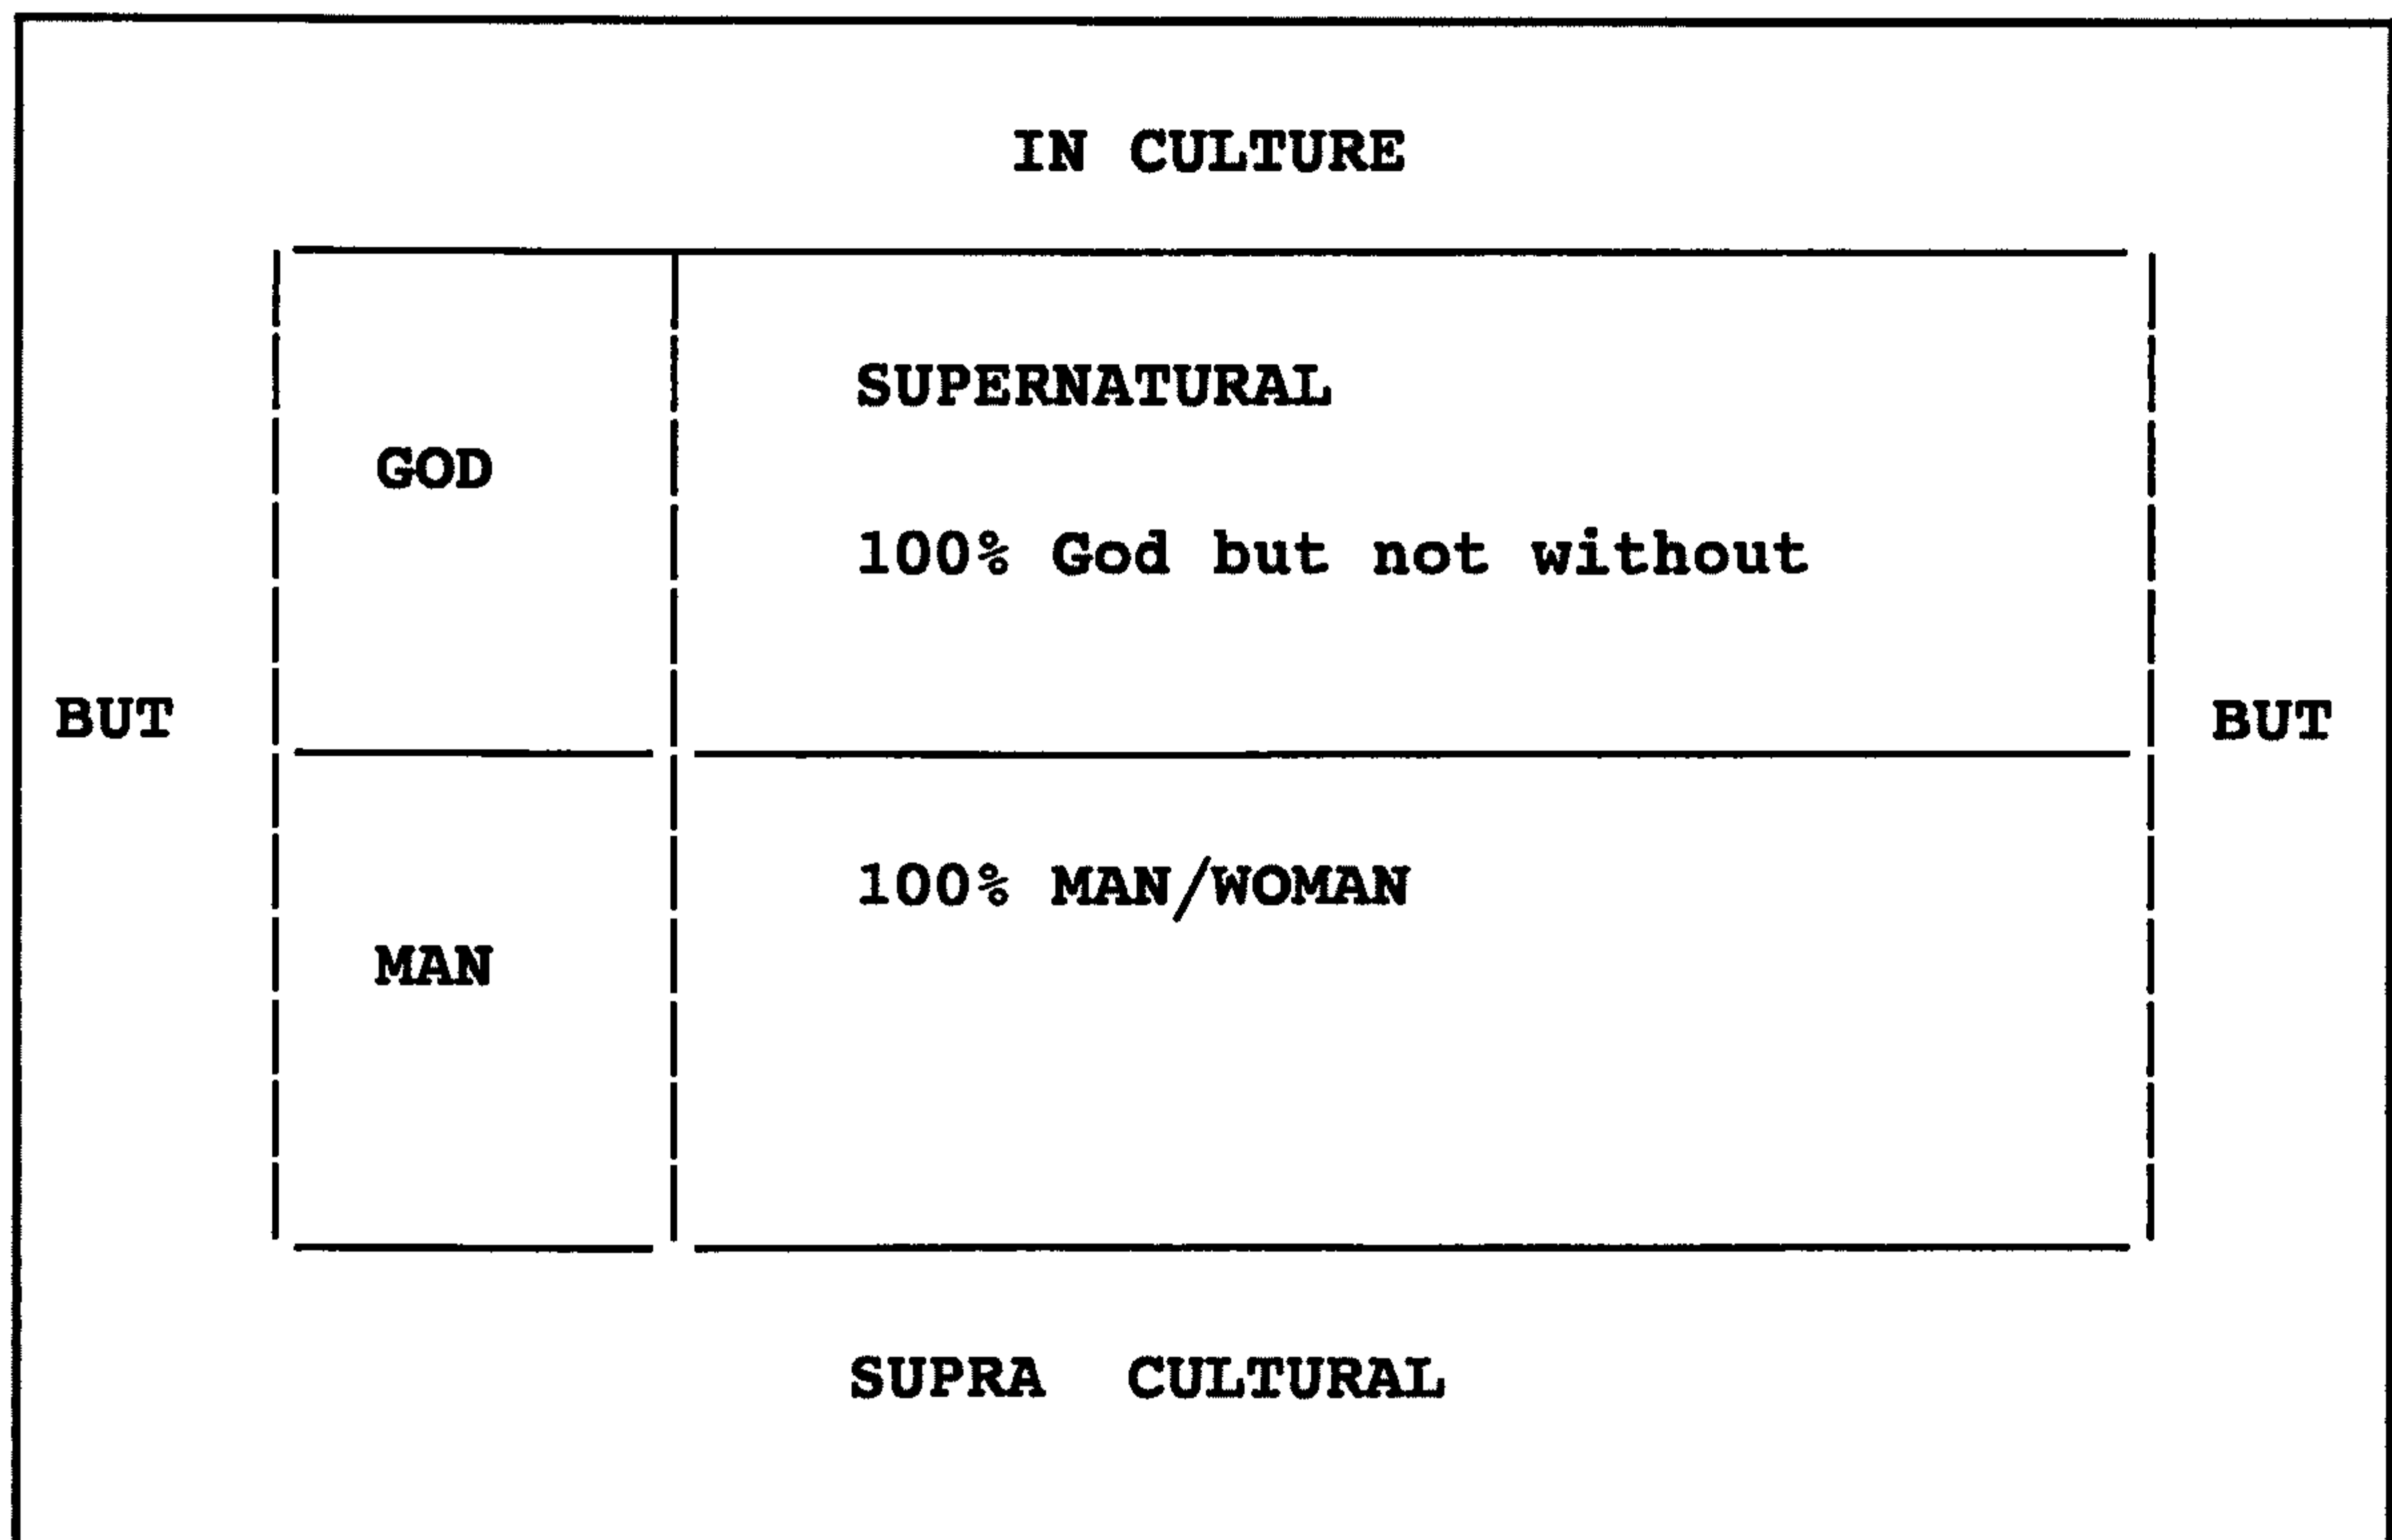 IN CULTURE
SUPERNATURAL
GOD
100% God but not without
BUT
BUT
100% MAN/WOMAN
MAN
SUPRA CULTURAL